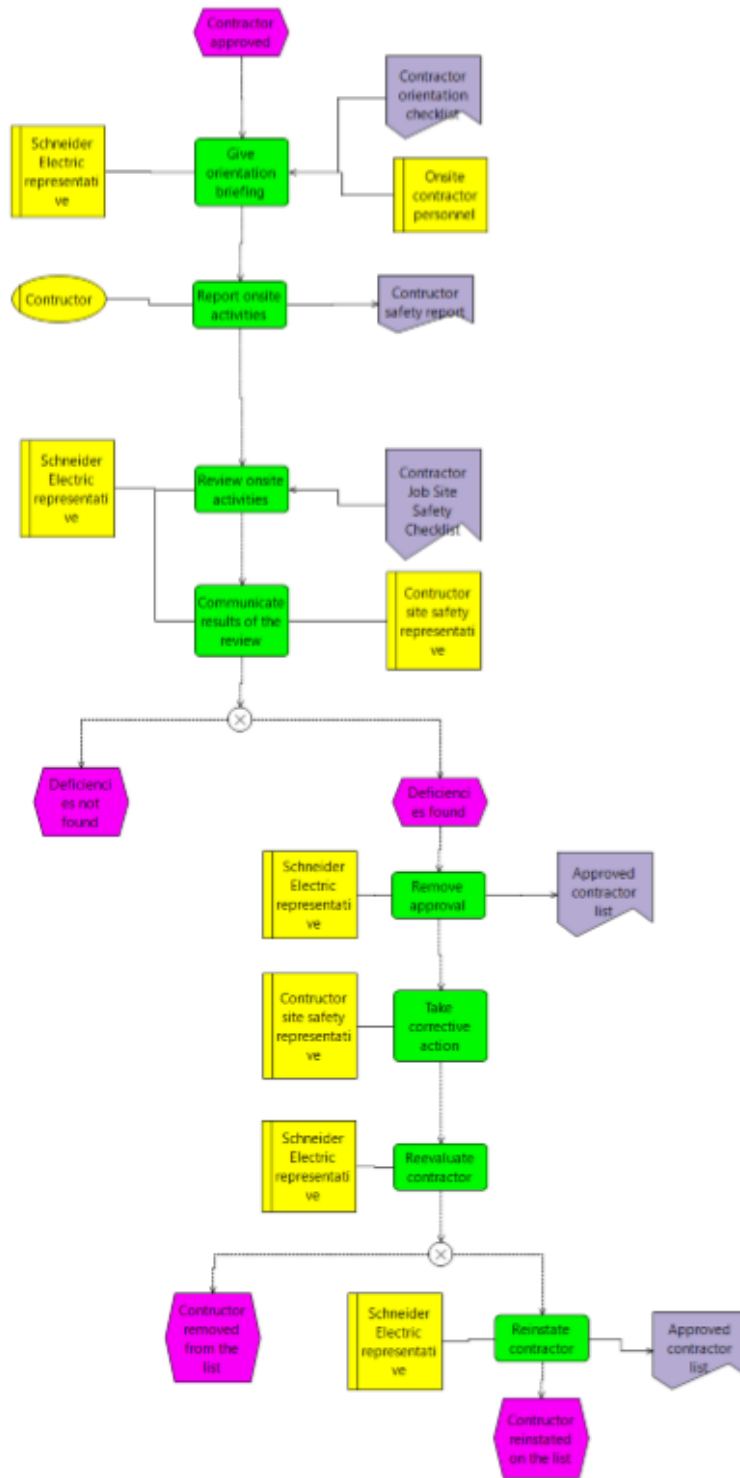 Contractor
approved
Contractor
orientation
checklist
Schneider
Electric
representati
ve
Give
orientation
briefing
Onsite
contractor
personnel
Contructor
Report onsite
activities
Contructor
safety report
Schneider
Electric
representati
ve
Review onsite
activities
Contractor
Job Site
Safety
Checklist
Communicate
results of the
review
Contructor
site safety
representati
ve
Deficienci
es not
found
Deficienci
es found
Schneider
Electric
representati
ve
Remove
approval
Approved
contractor
list
Contructor
site safety
representati
ve
Take
corrective
action
Schneider
Electric
representati
ve
Reevaluate
contractor
Contructor
removed
from the
list
Schneider
Electric
representati
ve
Reinstate
contractor
Approved
contractor
list
Contructor
reinstated
on the list